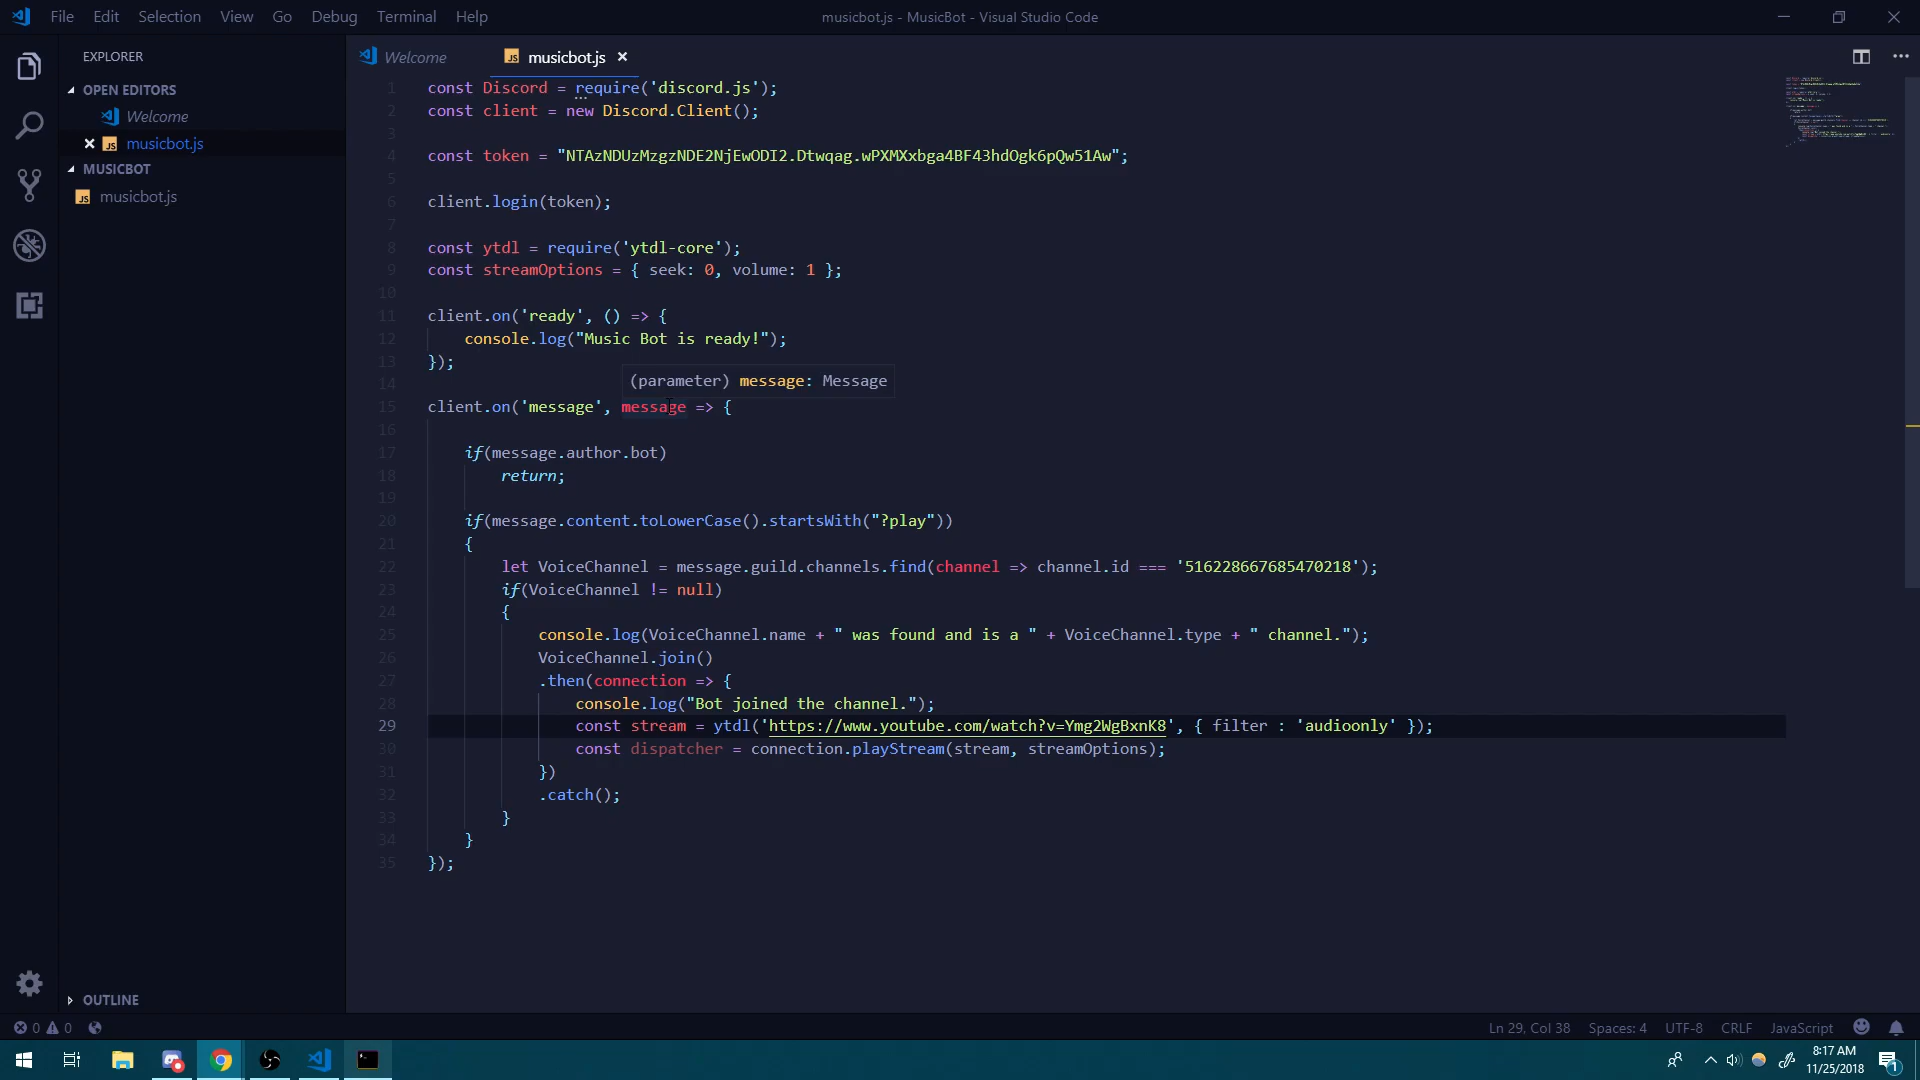 File Edit Selection View Go Debug Terminal Help
musicbot.js - MusicBot - Visual Studio Code
EXPLORER
OPEN EDITORS
Welcome
musicbot.js
MUSICBOT
musicbot.js
OUTLINE
Welcome
musicbot.js
1 const Discord = require('discord.js');
2 const client = new Discord.Client();
3
4 const token = "NTAzNDUzMzgzNDE2NjEwODI2.Dtwqag.wPXMXxbga4BF43hdOgk6pQw51Aw";
5
6 client.login(token);
7
8 const ytdl = require('ytdl-core');
9 const streamOptions = { seek: 0, volume: 1 };
10
11 client.on('ready', () => {
12 console.log("Music Bot is ready!");
13 });
14
(parameter) message: Message
15 client.on('message', message => {
16
17 if(message.author.bot)
18 return;
19
20 if(message.content.toLowerCase().startsWith("?play"))
21 {
22 let VoiceChannel = message.guild.channels.find(channel => channel.id === '516228667685470218');
23 if(VoiceChannel != null)
24 {
25 console.log(VoiceChannel.name + " was found and is a " + VoiceChannel.type + " channel.");
26 VoiceChannel.join()
27 .then(connection => {
28 console.log("Bot joined the channel.");
29 const stream = ytdl('https://www.youtube.com/watch?v=Ymg2WgBxnK8', { filter : 'audioonly' });
30 const dispatcher = connection.playStream(stream, streamOptions);
31 })
32 .catch();
33 }
34 }
35 });
0 0
Ln 29, Col 38 Spaces: 4 UTF-8 CRLF JavaScript
8:17 AM
11/25/2018
1